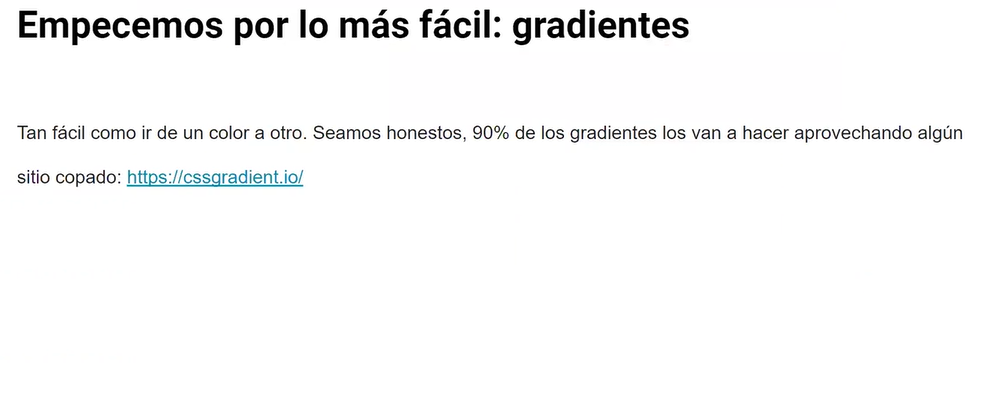 Empecemos por lo más fácil: gradientes
Tan fácil como ir de un color a otro. Seamos honestos, 90% de los gradientes los van a hacer aprovechando algún
sitio copado: https://cssgradient.io/